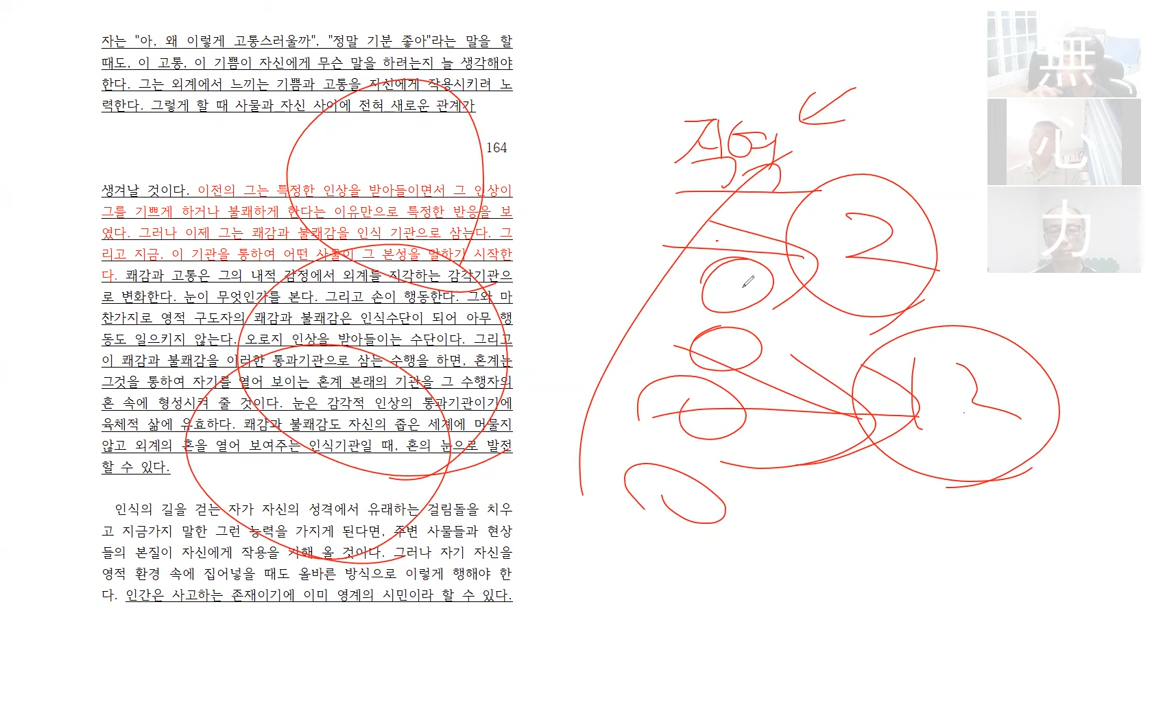 자는 "아. 왜 이렇게 고통스러울까". "정말 기분 좋아"라는 말을 할
때도. 이 고통. 이 기쁨이 자신에게 무슨 말을 하려는지 늘 생각해야
한다. 그는 외계에서 느끼는 기쁨과 고통을 자신에게 작용시키려 노
력한다. 그렇게 할 때 사물과 자신 사이에 전혀 새로운 관계가
164
생겨날 것이다. 이전의 그는 특정한 인상을 받아들이면서 그 인상이
그를 기쁘게 하거나 불쾌하게 한다는 이유만으로 특정한 반응을 보
였다. 그러나 이제 그는 쾌감과 불쾌감을 인식 기관으로 삼는다. 그
리고 지금. 이 기관을 통하여 어떤 사물이 그 본성을 말하기 시작한
다. 쾌감과 고통은 그의 내적 감정에서 외계를 지각하는 감각기관으
로 변화한다. 눈이 무엇인가를 본다. 그리고 손이 행동한다. 그와 마
찬가지로 영적 구도자의 쾌감과 불쾌감은 인식수단이 되어 아무 행
동도 일으키지 않는다. 오로지 인상을 받아들이는 수단이다. 그리고
이 쾌감과 불쾌감을 이러한 통과기관으로 삼는 수행을 하면, 혼계는
그것을 통하여 자기를 열어 보이는 혼계 본래의 기관을 그 수행자의
혼 속에 형성시켜 줄 것이다. 눈은 감각적 인상의 통과기관이기에
육체적 삶에 유효하다. 쾌감과 불쾌감도 자신의 좁은 세계에 머물지
않고 외계의 혼을 열어 보여주는 인식기관일 때, 혼의 눈으로 발전
할 수 있다.
인식의 길을 걷는 자가 자신의 성격에서 유래하는 걸림돌을 치우
고 지금가지 말한 그런 능력을 가지게 된다면, 주변 사물들과 현상
들의 본질이 자신에게 작용을 가해 올 것이다. 그러나 자기 자신을
영적 환경 속에 집어넣을 때도 올바른 방식으로 이렇게 행해야 한
다. 인간은 사고하는 존재이기에 이미 영계의 시민이라 할 수 있다.
직역
2
無
心
力